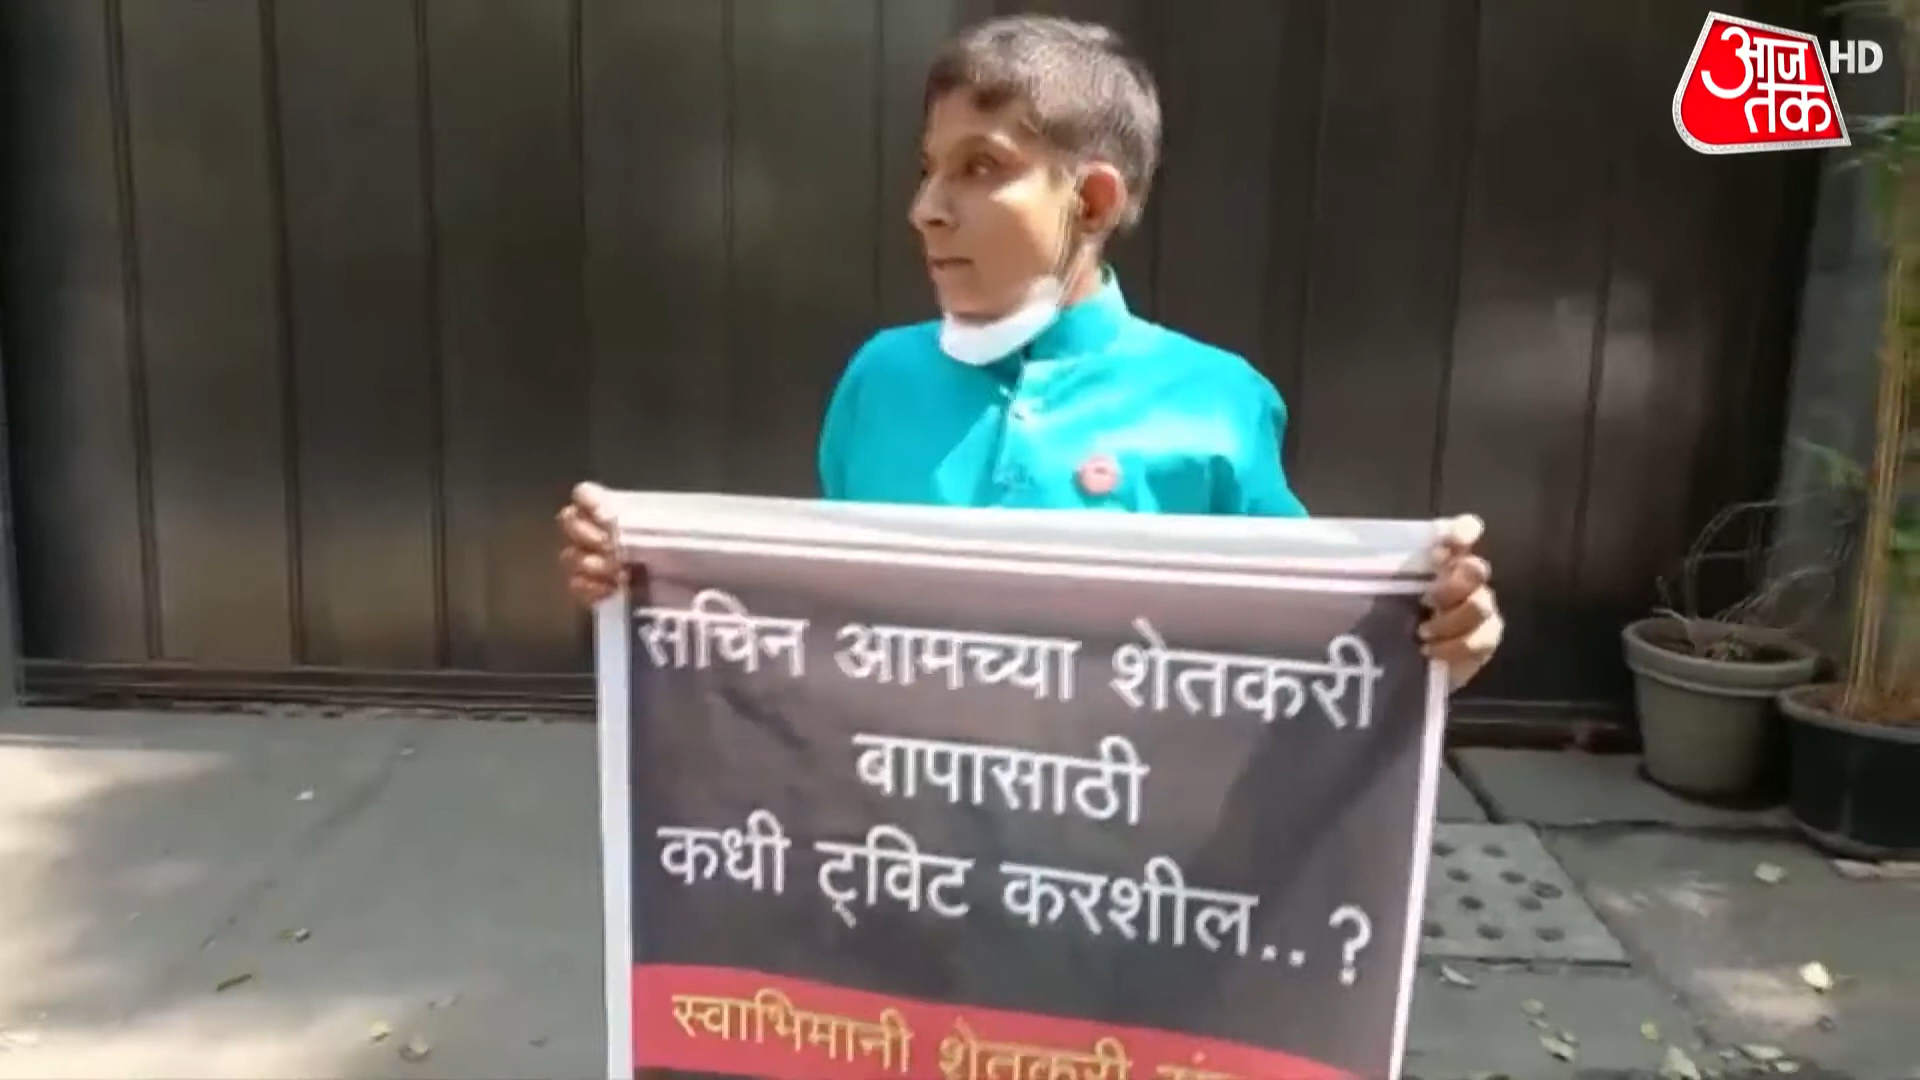 आज
तक
HD
सचिन आमच्या शेतकरी
बापासाठी
कधी ट्विट करशील..?
स्वाभिमानी शेतकरी